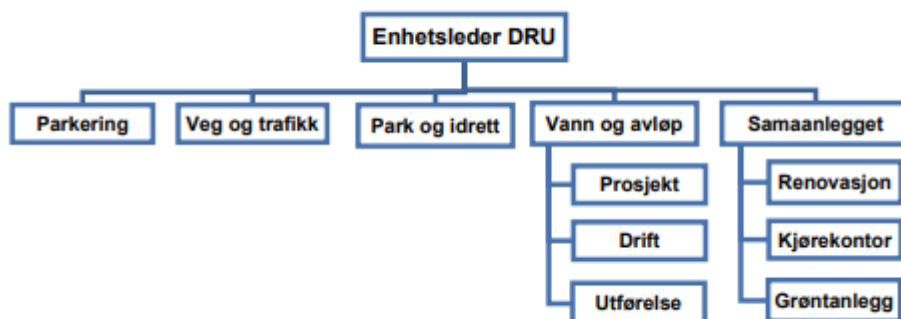 Enhetsleder DRU
Parkering
Veg og trafikk
Park og idrett
Vann og avløp
Samaanlegget
Prosjekt
Renovasjon
Drift
Kjørekontor
Utførelse
Grøntanlegg